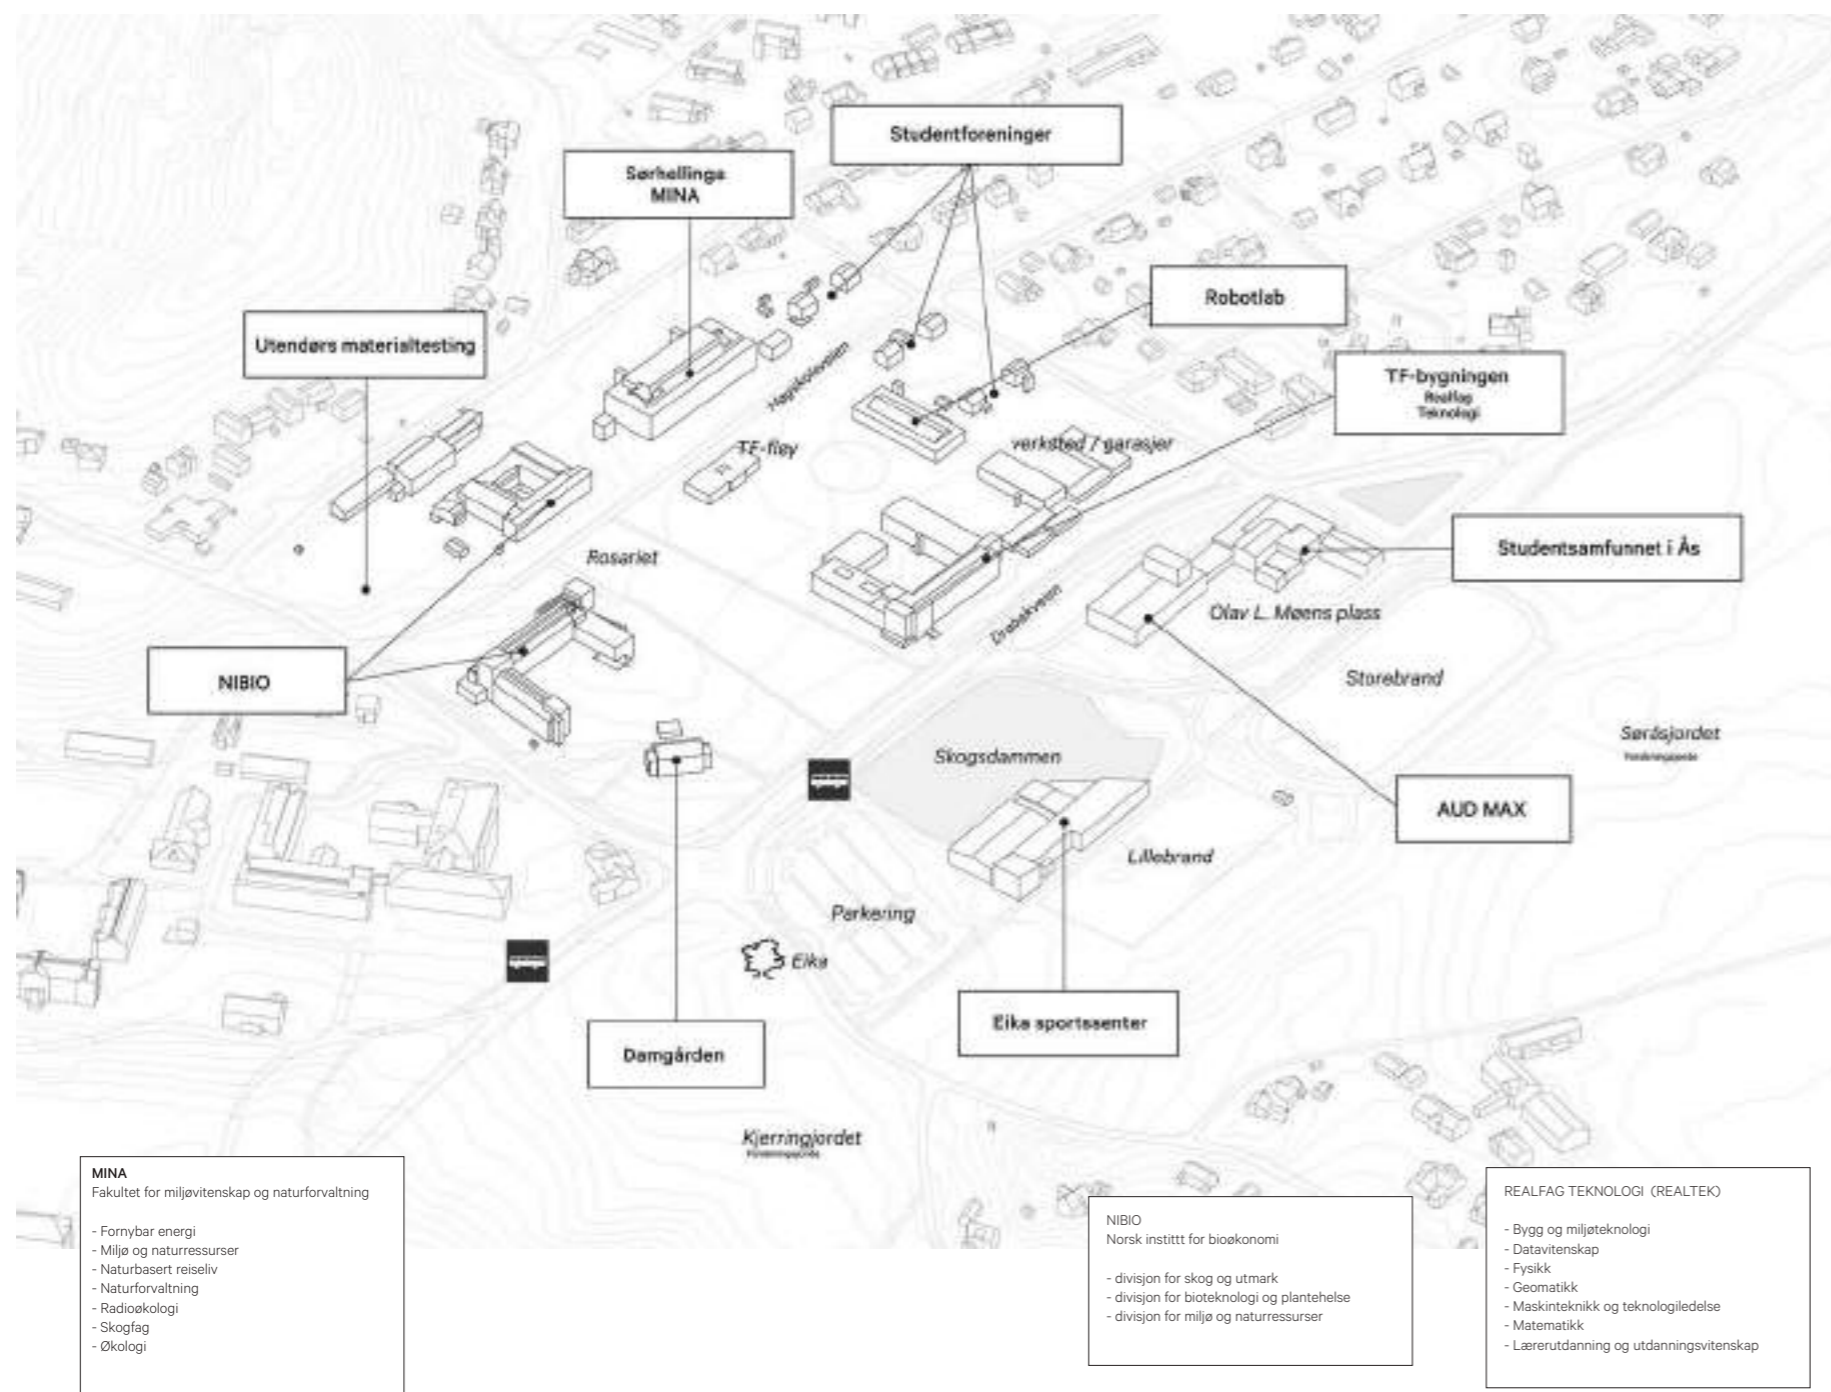 Studentforeninger
Sørhellinga
MINA
Robotlab
Utendørs materialtesting
Høgskoleveien
TF-bygningen
Realfag
Teknologi
TF-fløy
verksted / garasjer
Studentsamfunnet i Ås
Rosariet
Drøbakveien
Olav L. Møens plass
NIBIO
Storebrand
Søråsjordet
Skogsdammen
AUD MAX
Lillebrand
Parkering
Eika
Eika sportssenter
Damgården
Kjerringjordet
MINA
Fakultet for miljøvitenskap og naturforvaltning
- Fornybar energi
- Miljø og naturressurser
- Naturbasert reiseliv
- Naturforvaltning
- Radioøkologi
- Skogfag
- Økologi
NIBIO
Norsk instittt for bioøkonomi
- divisjon for skog og utmark
- divisjon for bioteknologi og plantehelse
- divisjon for miljø og naturressurser
REALFAG TEKNOLOGI (REALTEK)
- Bygg og miljøteknologi
- Datavitenskap
- Fysikk
- Geomatikk
- Maskinteknikk og teknologiledelse
- Matematikk
- Lærerutdanning og utdanningsvitenskap